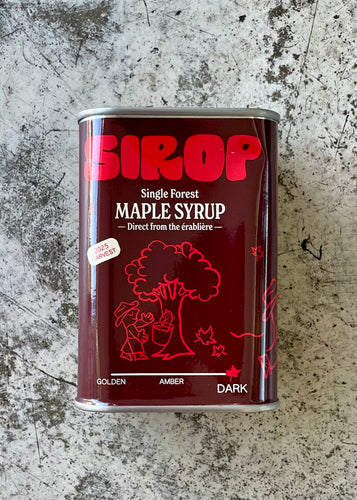 SIROP
Single Forest
MAPLE SYRUP
— Direct from the érablière —
2025
HARVEST
GOLDEN AMBER DARK